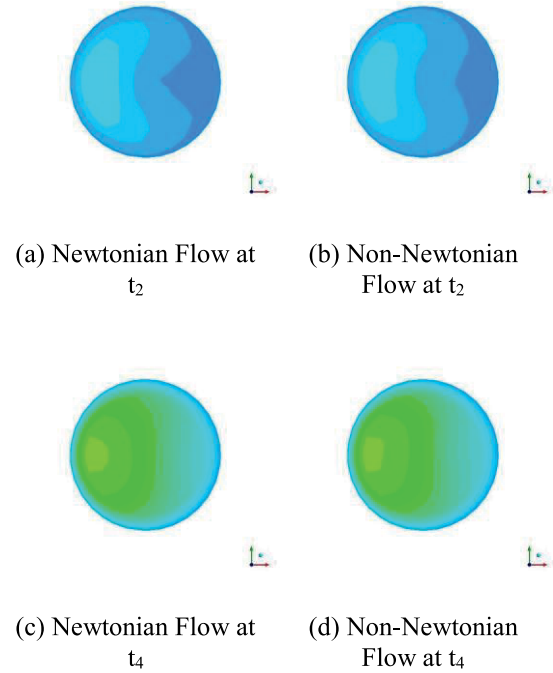 (a) Newtonian Flow at
t₂
(b) Non-Newtonian
Flow at t₂
(c) Newtonian Flow at
t₄
(d) Non-Newtonian
Flow at t₄